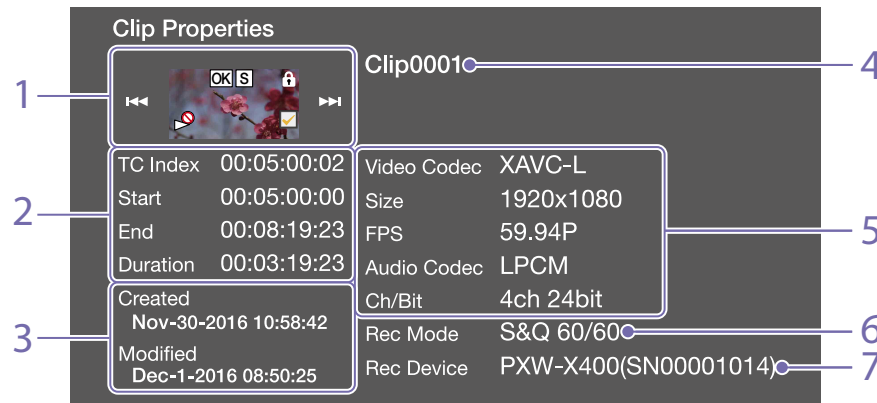 Clip Properties
1
OK S
Clip0001
4
2
TC Index 00:05:00:02
Start 00:05:00:00
End 00:08:19:23
Duration 00:03:19:23
Video Codec XAVC-L
Size 1920x1080
FPS 59.94P
Audio Codec LPCM
Ch/Bit 4ch 24bit
5
3
Created
Nov-30-2016 10:58:42
Modified
Dec-1-2016 08:50:25
Rec Mode S&Q 60/60
6
Rec Device PXW-X400(SN00001014)
7